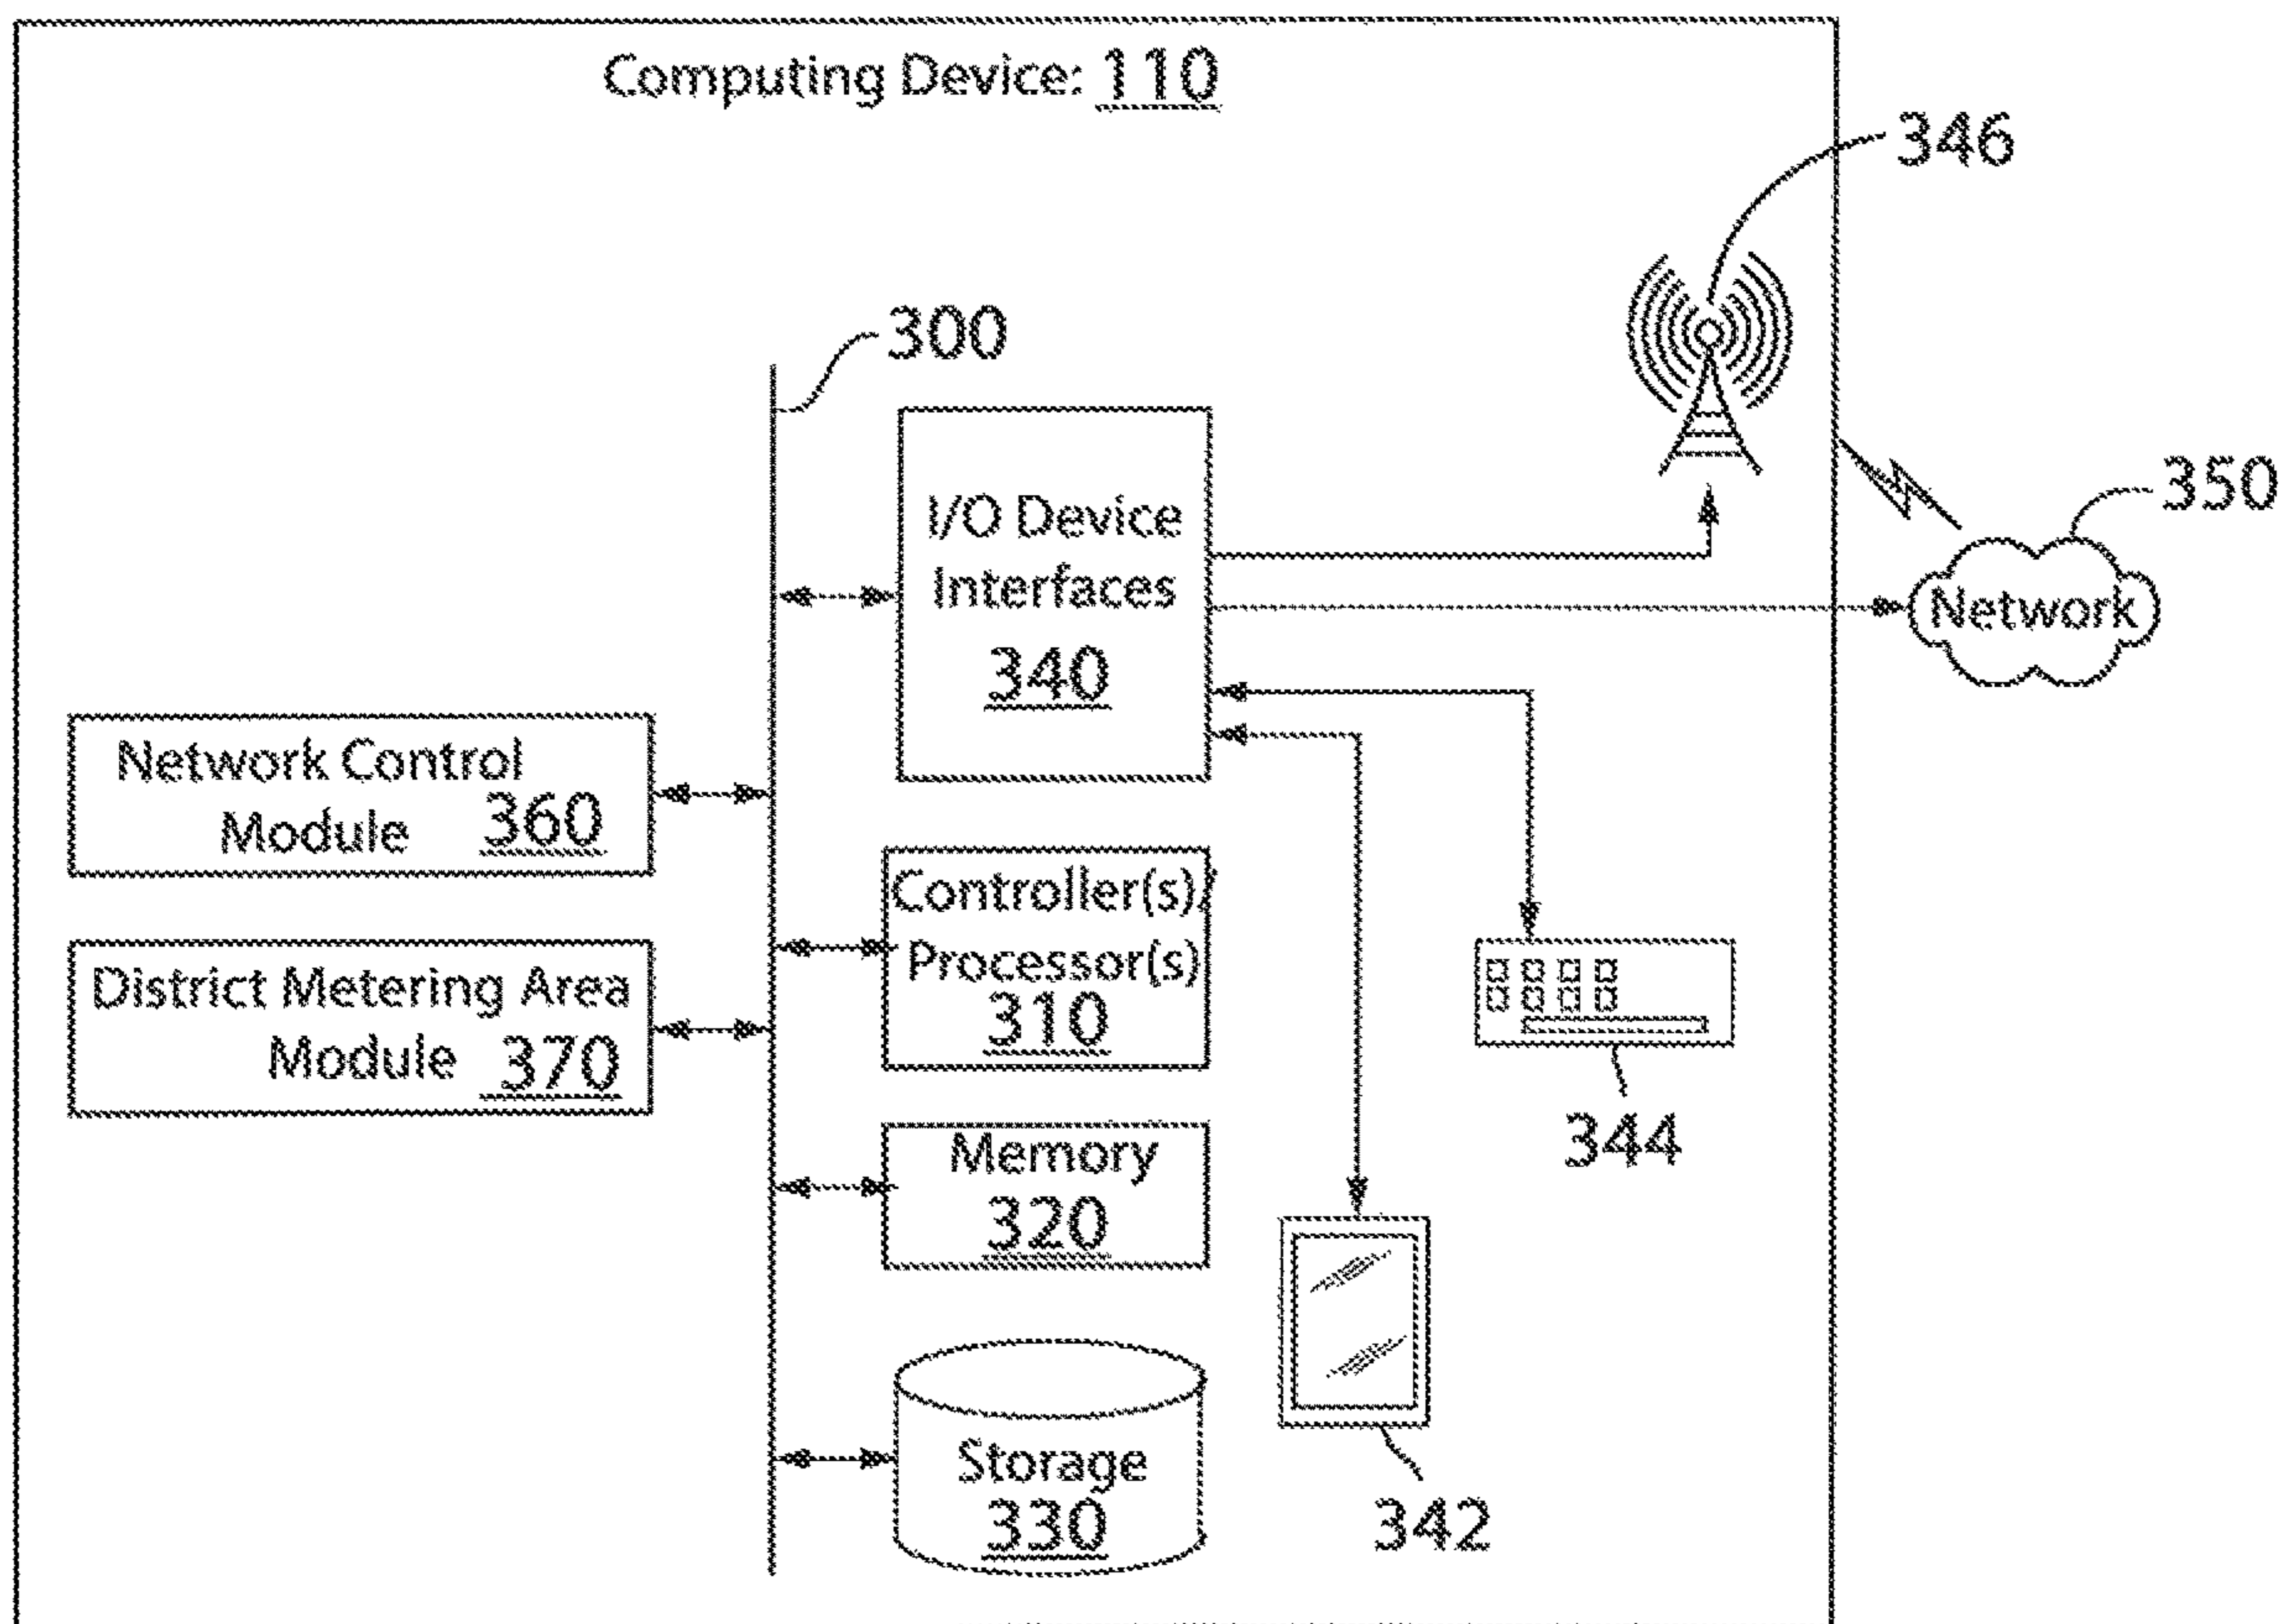 Computing Device: 110
346
300
350
I/O Device
Interfaces
340
Network
Network Control
Module 360
Controller(s)/
Processor(s)
310
District Metering Area
Module 370
344
Memory
320
Storage
330
342